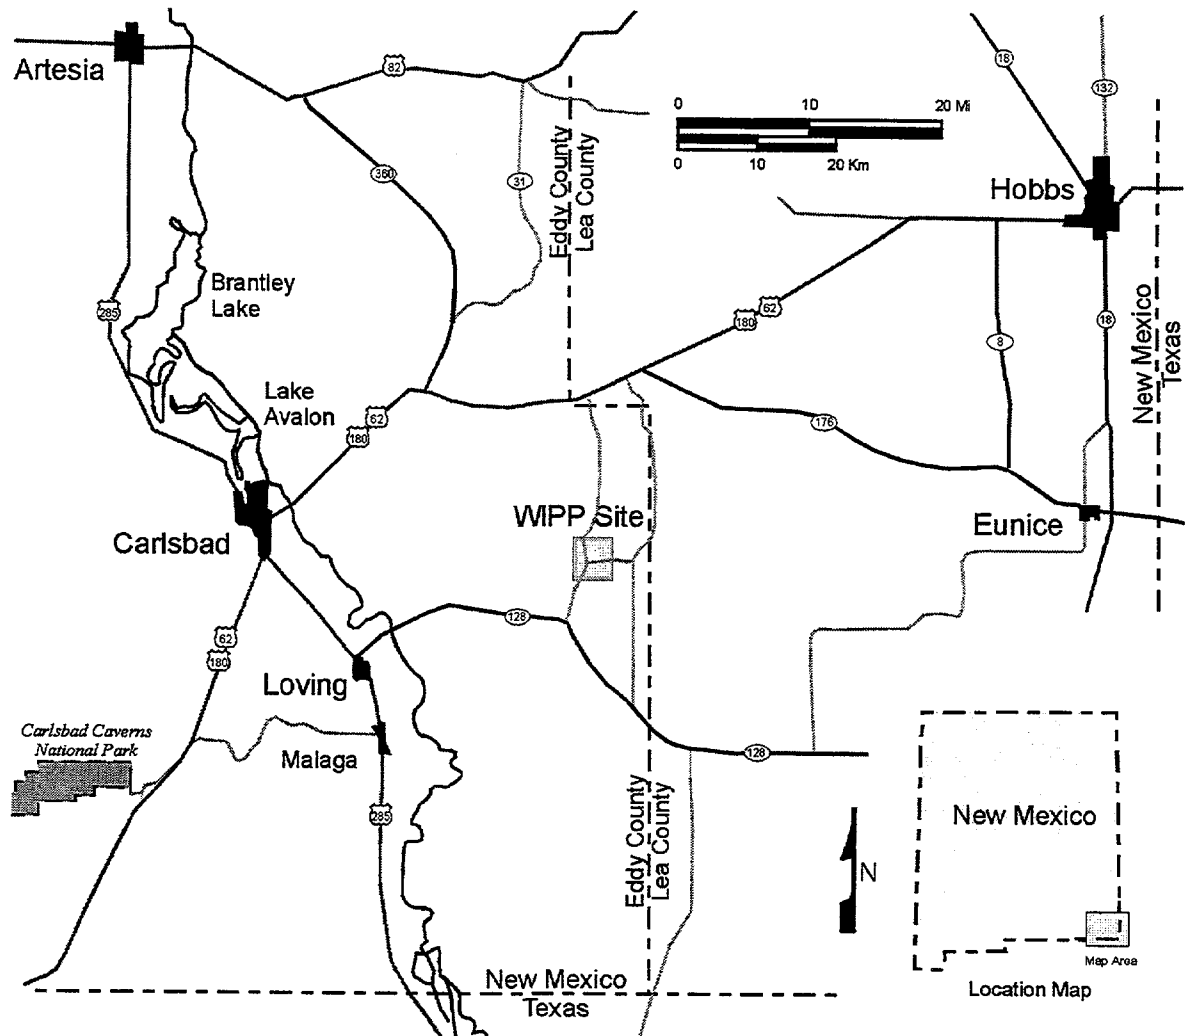 18
132
82
Artesia
0 10 20 Mi
0 10 20 Km
360
31
Eddy County
Lea County
Hobbs
Brantley
Lake
285
62
180
18
8
New Mexico
Texas
Lake
Avalon
62
180
176
WIPP Site
Eunice
Carlsbad
128
62
180
Loving
Carlsbad Caverns
National Park
Malaga
128
285
Eddy County
Lea County
N
New Mexico
Map Area
Location Map
New Mexico
Texas